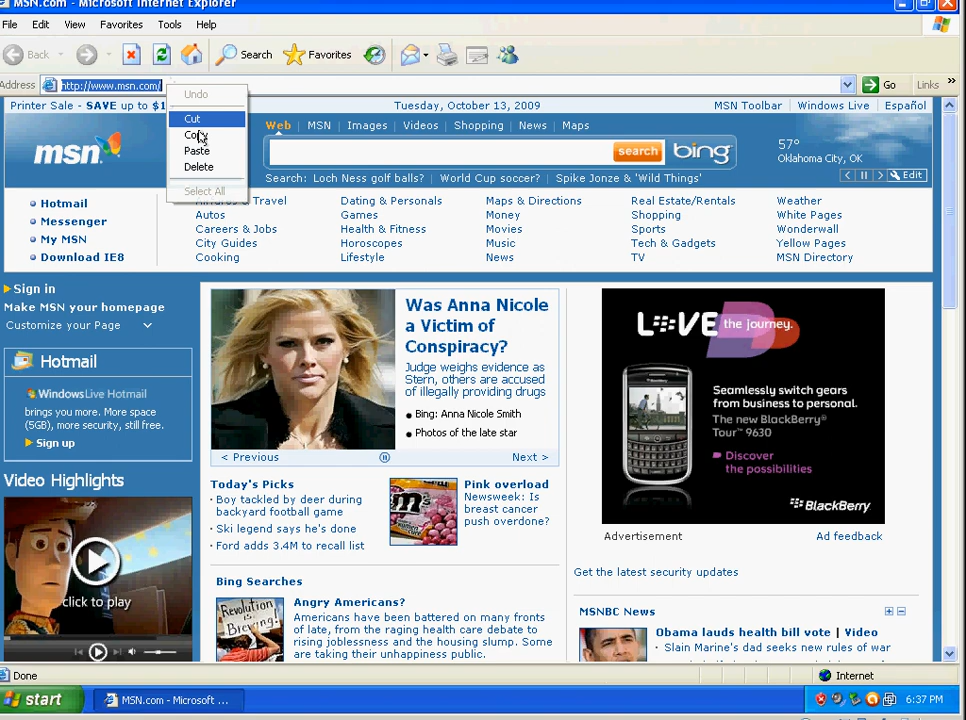 MSN.com - Microsoft Internet Explorer
File Edit View Favorites Tools Help
Back Search Favorites
Address http://www.msn.com/ Go Links »
Undo
Cut
Copy
Paste
Delete
Select All
Printer Sale - SAVE up to $1
Tuesday, October 13, 2009
MSN Toolbar Windows Live Español
msn
Web MSN Images Videos Shopping News Maps
search bing
Search: Loch Ness golf balls? | World Cup soccer? | Spike Jonze & 'Wild Things'
57°
Oklahoma City, OK
Edit
Hotmail
Messenger
My MSN
Download IE8
Travel
Autos
Careers & Jobs
City Guides
Cooking
Dating & Personals
Games
Health & Fitness
Horoscopes
Lifestyle
Maps & Directions
Money
Movies
Music
News
Real Estate/Rentals
Shopping
Sports
Tech & Gadgets
TV
Weather
White Pages
Wonderwall
Yellow Pages
MSN Directory
Sign in
Make MSN your homepage
Customize your Page
Hotmail
WindowsLive Hotmail
brings you more. More space
(5GB), more security, still free.
Sign up
Video Highlights
click to play
Was Anna Nicole
a Victim of
Conspiracy?
Judge weighs evidence as
Stern, others are accused
of illegally providing drugs
• Bing: Anna Nicole Smith
• Photos of the late star
< Previous Next >
Today's Picks
· Boy tackled by deer during
backyard football game
· Ski legend says he's done
· Ford adds 3.4M to recall list
m
Pink overload
Newsweek: Is
breast cancer
push overdone?
Bing Searches
Revolution
is Brewing!
Angry Americans?
Americans have been battered on many fronts
of late, from the raging health care debate to
rising joblessness and the housing slump. Some
are taking their unhappiness public.
LOVE the journey.
Seamlessly switch gears
from business to personal.
The new BlackBerry®
Tour™ 9630
Discover
the possibilities
BlackBerry
Advertisement Ad feedback
Get the latest security updates
MSNBC News
Obama lauds health bill vote | Video
· Slain Marine's dad seeks new rules of war
Done Internet
start MSN.com - Microsoft ... 6:37 PM